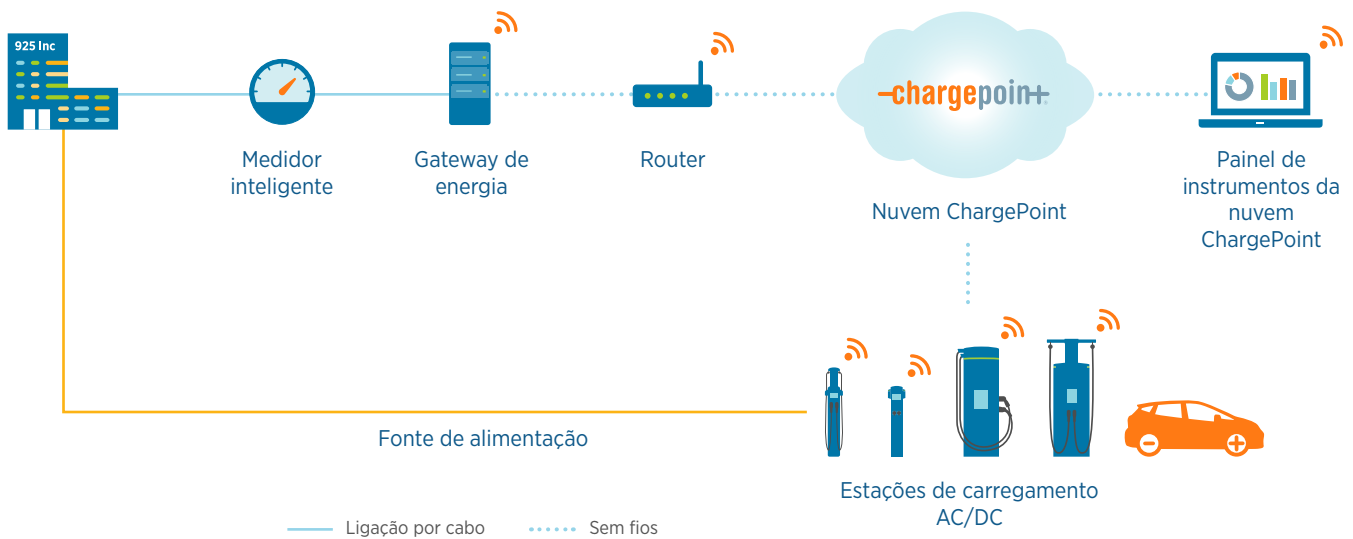 925 Inc
-chargepoin+
Medidor
inteligente
Gateway de
energia
Router
Nuvem ChargePoint
Painel de
instrumentos da
nuvem
ChargePoint
Fonte de alimentação
Estações de carregamento
AC/DC
Ligação por cabo
Sem fios